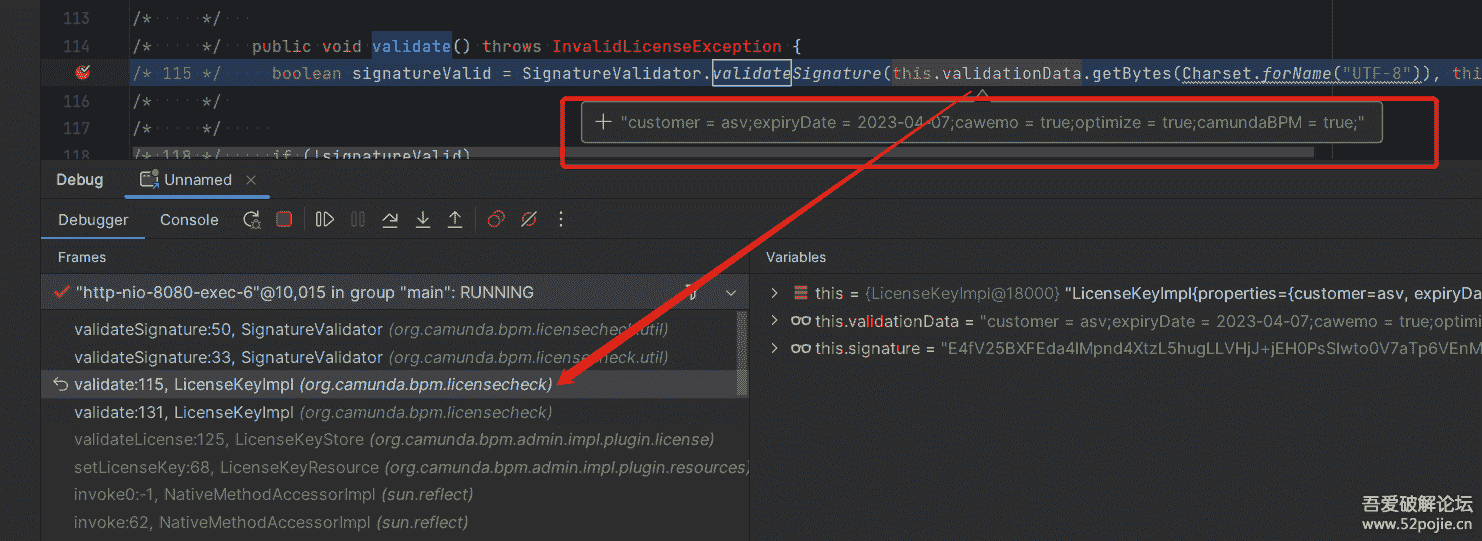 113 /* */
114 /* */ public void validate() throws InvalidLicenseException {
/* 115 */ boolean signatureValid = SignatureValidator.validateSignature(this.validationData.getBytes(Charset.forName("UTF-8")), thi
116 /* */
"customer = asv;expiryDate = 2023-04-07;cawemo = true;optimize = true;camundaBPM = true;"
117 /* */
118 /* 118 */ if (!signatureValid)
Debug Unnamed
Debugger Console
Frames
"http-nio-8080-exec-6"@10,015 in group "main": RUNNING
validateSignature:50, SignatureValidator (org.camunda.bpm.licensecheck.util)
validateSignature:33, SignatureValidator (org.camunda.bpm.licensecheck.util)
validate:115, LicenseKeyImpl (org.camunda.bpm.licensecheck)
validate:131, LicenseKeyImpl (org.camunda.bpm.licensecheck)
validateLicense:125, LicenseKeyStore (org.camunda.bpm.admin.impl.plugin.license)
setLicenseKey:68, LicenseKeyResource (org.camunda.bpm.admin.impl.plugin.resources)
invoke0:-1, NativeMethodAccessorImpl (sun.reflect)
invoke:62, NativeMethodAccessorImpl (sun.reflect)
Variables
this = {LicenseKeyImpl@18000} "LicenseKeyImpl{properties={customer=asv, expiryDa
this.validationData = "customer = asv;expiryDate = 2023-04-07;cawemo = true;optimi
this.signature = "E4fV25BXFEda4lMpnd4XtzL5hugLLVHjJ+jEH0PsSlwto0V7aTp6VEnM
吾爱破解论坛
www.52pojie.cn